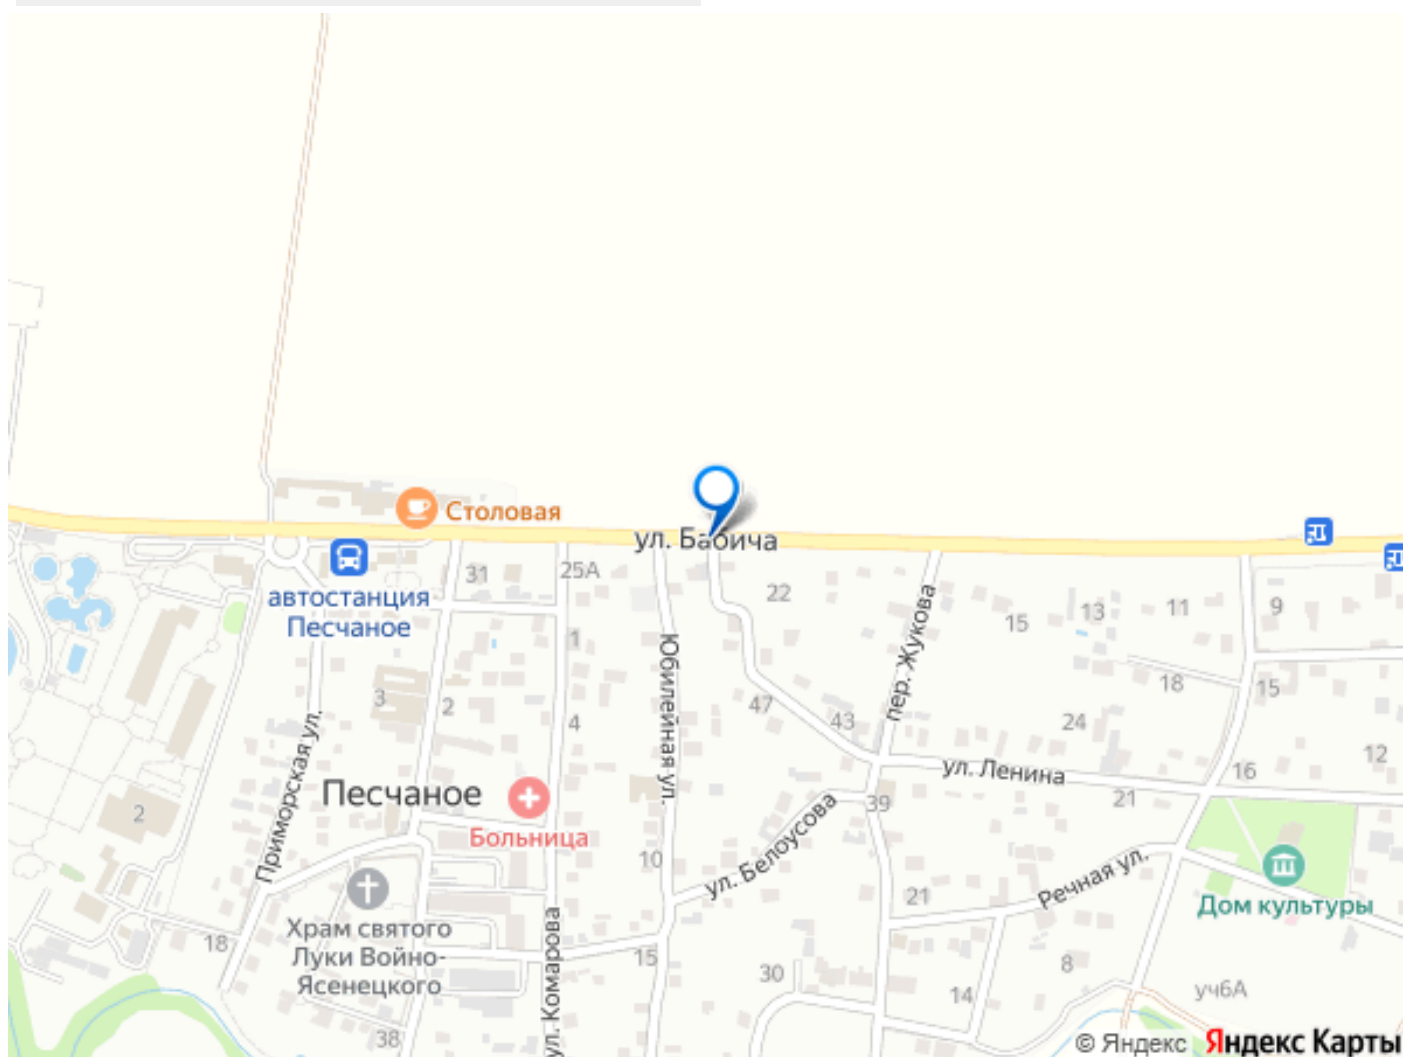 Столовая
ул. Бабича
автостанция
Песчаное
31
25А
22
15
13
11
9
1
Юбилейная ул.
пер. Жукова
3
2
4
47
43
18
15
24
12
Приморская ул.
Песчаное
ул. Ленина
16
21
39
2
Больница
10
ул. Белоусова
Речная ул.
21
Дом культуры
18
Храм святого
Луки Войно-
Ясенецкого
ул. Комарова
15
30
8
14
уч6А
38
© Яндекс Яндекс Карты